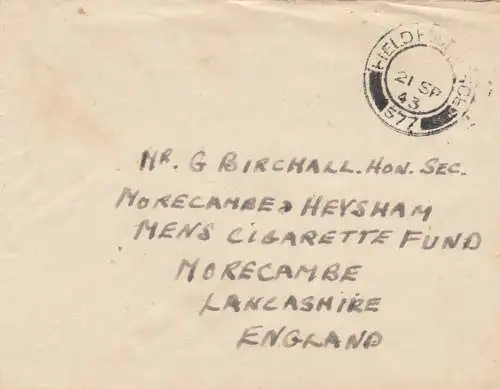 FIELD POST OFFICE
21 SP
43
577
MR. G BIRCHALL. HON. SEC.
MORECAMBE & HEYSHAM
MENS CIGARETTE FUND
MORECAMBE
LANCASHIRE
ENGLAND